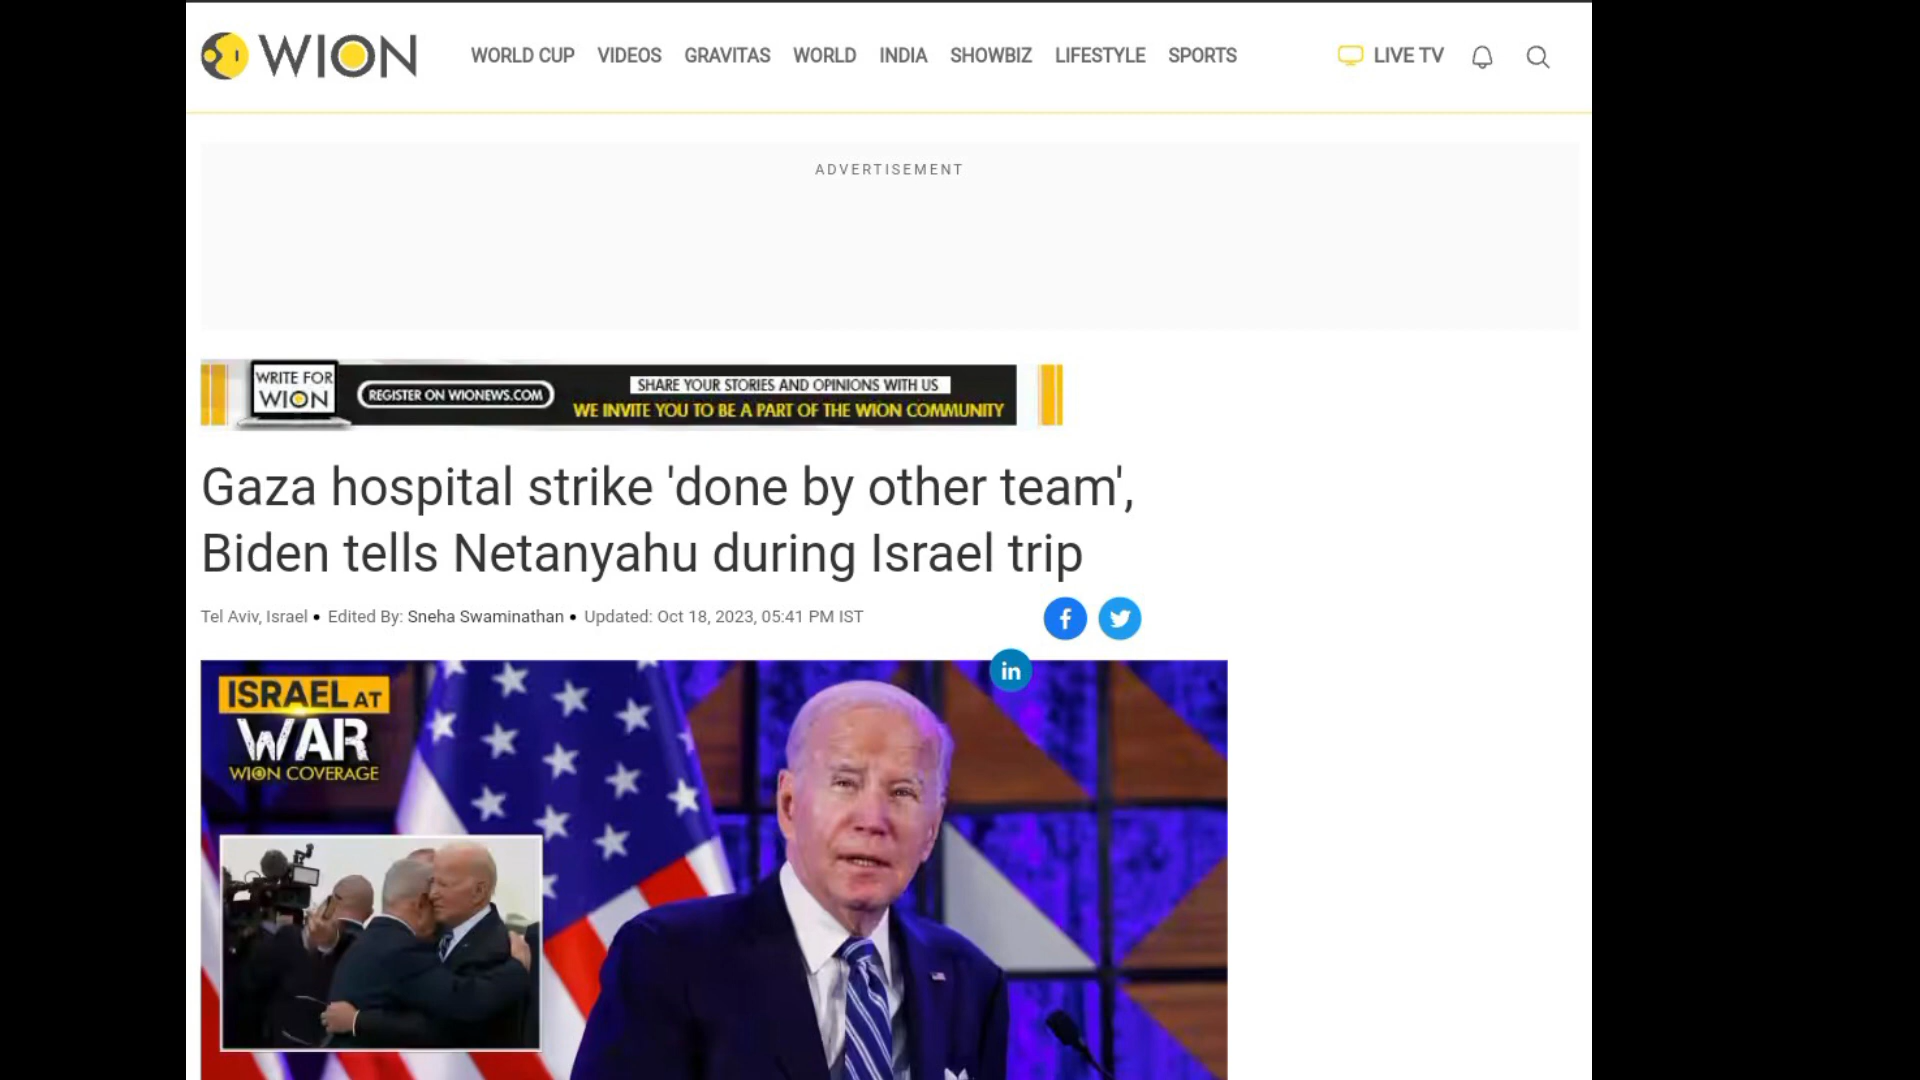 WION
WORLD CUP VIDEOS GRAVITAS WORLD INDIA SHOWBIZ LIFESTYLE SPORTS LIVE TV
ADVERTISEMENT
WRITE FOR
WION
REGISTER ON WIONEWS.COM
SHARE YOUR STORIES AND OPINIONS WITH US
WE INVITE YOU TO BE A PART OF THE WION COMMUNITY
Gaza hospital strike 'done by other team',
Biden tells Netanyahu during Israel trip
Tel Aviv, Israel • Edited By: Sneha Swaminathan • Updated: Oct 18, 2023, 05:41 PM IST
f
in
ISRAEL AT
WAR
WION COVERAGE